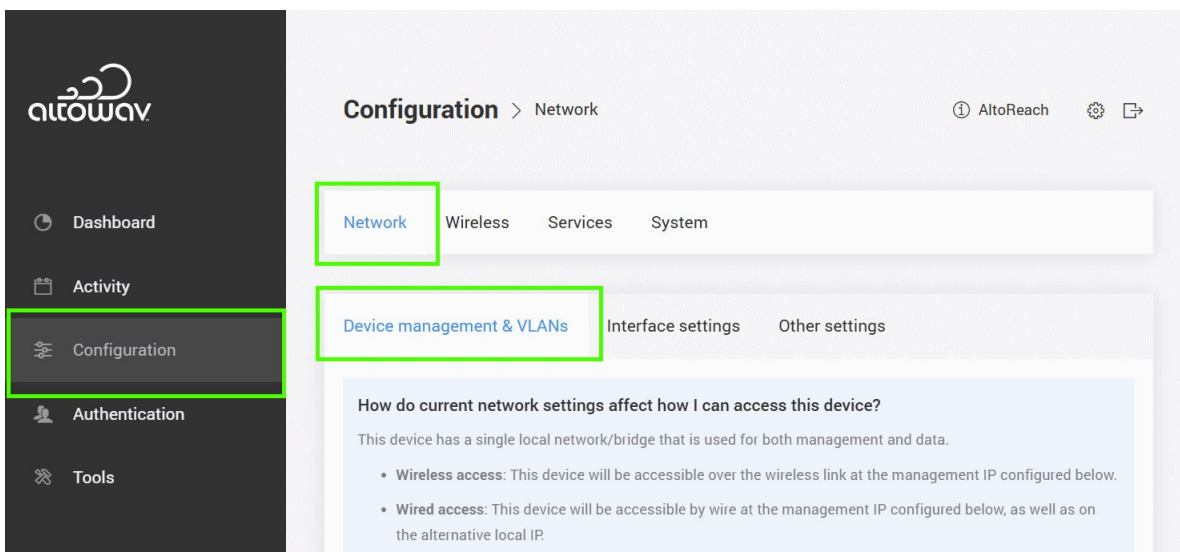 altowav
Configuration > Network
AltoReach
Dashboard
Activity
Configuration
Authentication
Tools
Network Wireless Services System
Device management & VLANs Interface settings Other settings
How do current network settings affect how I can access this device?
This device has a single local network/bridge that is used for both management and data.
• Wireless access: This device will be accessible over the wireless link at the management IP configured below.
• Wired access: This device will be accessible by wire at the management IP configured below, as well as on
the alternative local IP.